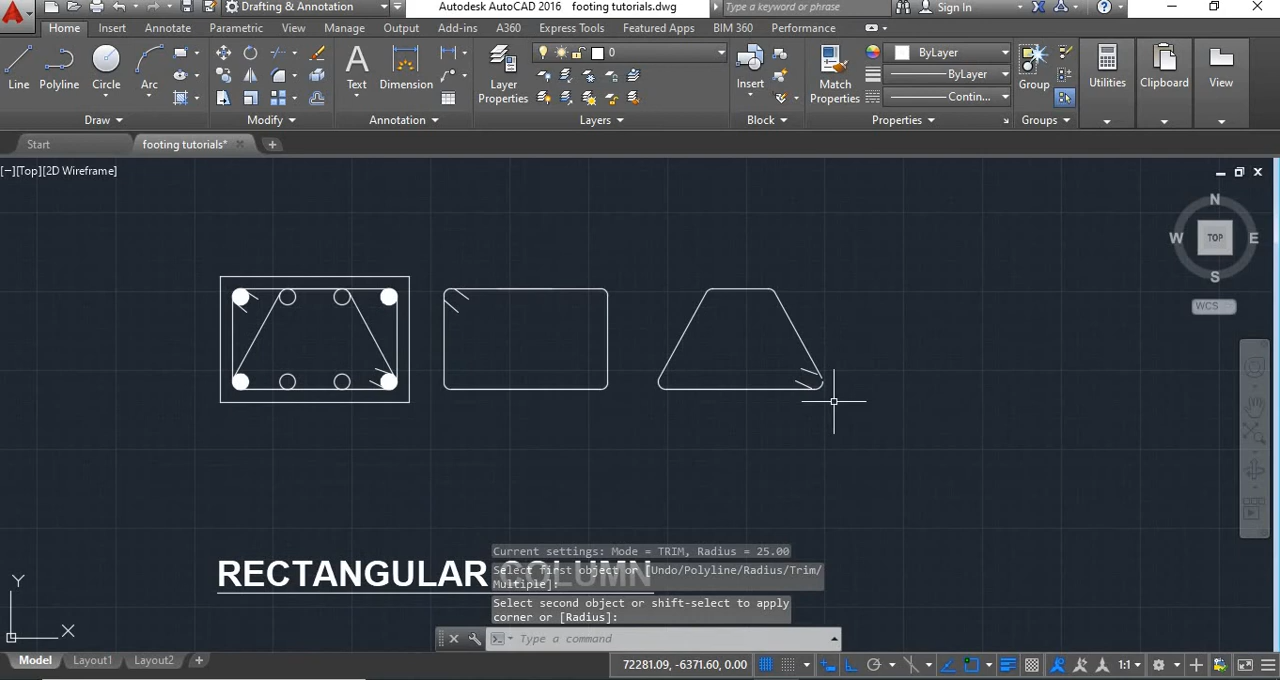 Drafting & Annotation
Autodesk AutoCAD 2016 footing tutorials.dwg
Type a keyword or phrase
Sign In
Home Insert Annotate Parametric View Manage Output Add-ins A360 Express Tools Featured Apps BIM 360 Performance
Line Polyline Circle Arc
Text Dimension
Layer Properties
0
Insert
Match Properties
ByLayer
ByLayer
Contin...
Group
Utilities Clipboard View
Draw Modify Annotation Layers Block Properties Groups
Start footing tutorials*
[−][Top][2D Wireframe]
N
W TOP E
S
WCS
RECTANGULAR COLUMN
Current settings: Mode = TRIM, Radius = 25.00
Select first object or [Undo/Polyline/Radius/Trim/
Multiple]:
Select second object or shift-select to apply
corner or [Radius]:
Type a command
Y
X
Model Layout1 Layout2
72281.09, -6371.60, 0.00
1:1